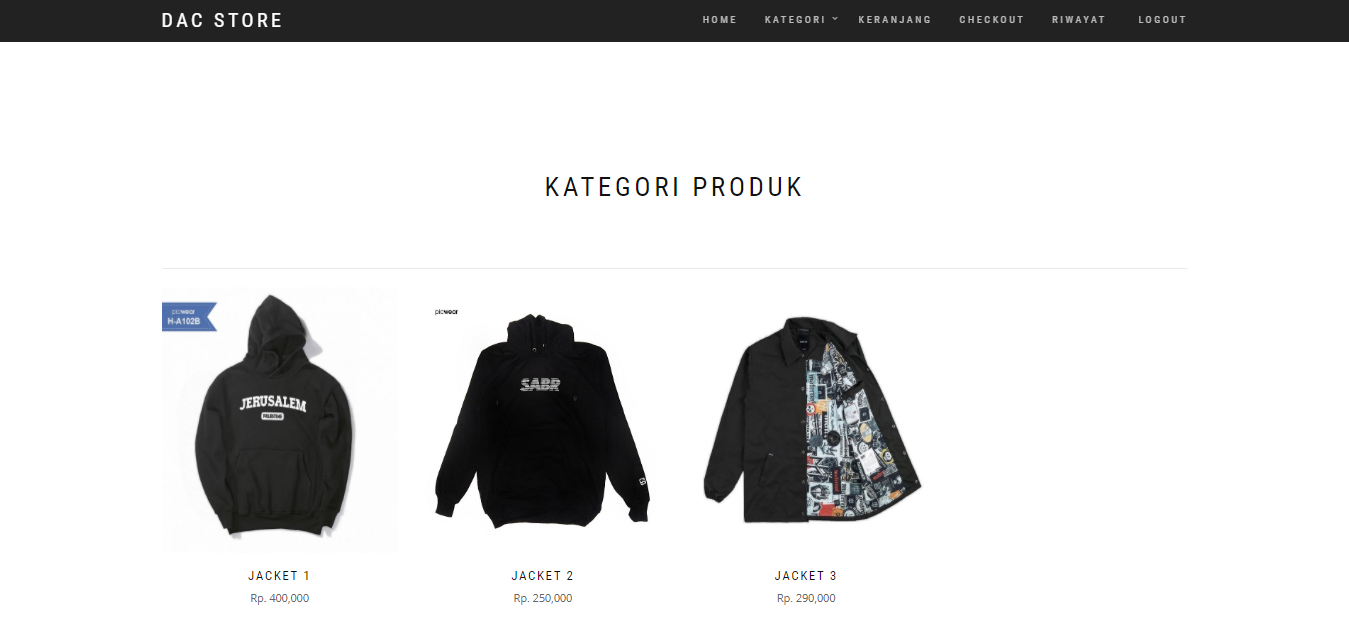 DAC STORE
HOME KATEGORI KERANJANG CHECKOUT RIWAYAT LOGOUT
KATEGORI PRODUK
picwear
H-A102B
JERUSALEM
PALESTINE
picwear
SABR
JACKET 1
JACKET 2
JACKET 3
Rp. 400,000
Rp. 250,000
Rp. 290,000